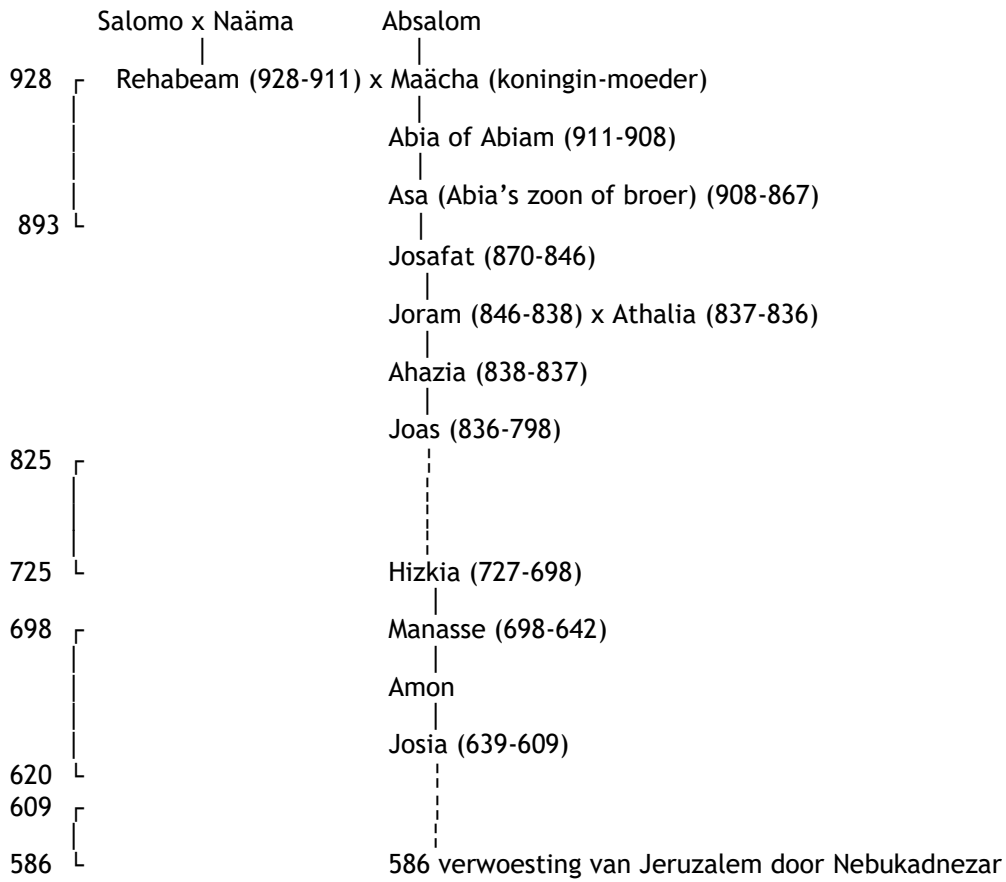 Salomo x Naäma Absalom
928 Rehabeam (928-911) x Maächa (koningin-moeder)
Abia of Abiam (911-908)
Asa (Abia’s zoon of broer) (908-867)
893
Josafat (870-846)
Joram (846-838) x Athalia (837-836)
Ahazia (838-837)
Joas (836-798)
825
725 Hizkia (727-698)
698 Manasse (698-642)
Amon
Josia (639-609)
620
609
586 586 verwoesting van Jeruzalem door Nebukadnezar